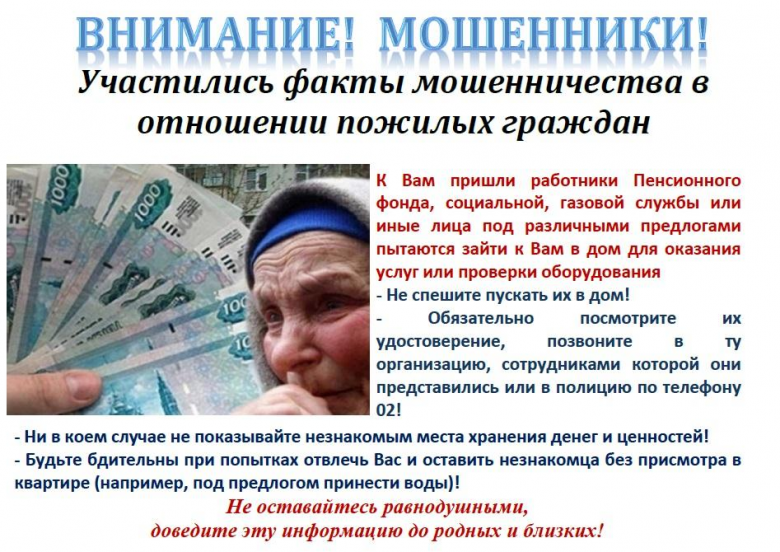 ВНИМАНИЕ! МОШЕННИКИ!
Участились факты мошенничества в
отношении пожилых граждан
К Вам пришли работники Пенсионного
фонда, социальной, газовой службы или
иные лица под различными предлогами
пытаются зайти к Вам в дом для оказания
услуг или проверки оборудования
- Не спешите пускать их в дом!
- Обязательно посмотрите их
удостоверение, позвоните в ту
организацию, сотрудниками которой они
представились или в полицию по телефону
02!
- Ни в коем случае не показывайте незнакомым места хранения денег и ценностей!
- Будьте бдительны при попытках отвлечь Вас и оставить незнакомца без присмотра в
квартире (например, под предлогом принести воды)!
Не оставайтесь равнодушными,
доведите эту информацию до родных и близких!
1000
1000
1000